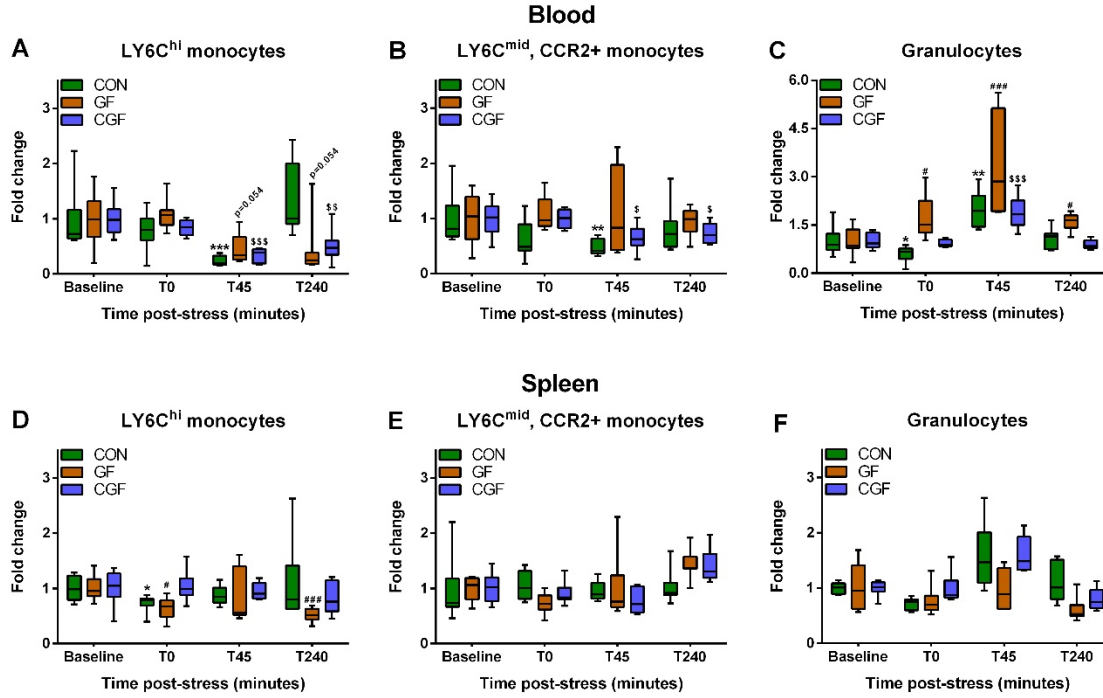 Blood
A
LY6Chi monocytes
CON
GF
CGF
Fold change
3
2
1
0
p=0.054
p=0.054
***
$$$
$$
Baseline
T0
T45
T240
Time post-stress (minutes)
B
LY6Cmid, CCR2+ monocytes
CON
GF
CGF
Fold change
3
2
1
0
**
$
$
Baseline
T0
T45
T240
Time post-stress (minutes)
C
Granulocytes
CON
GF
CGF
Fold change
6.0
4.5
3.0
1.5
0.0
*
#
**
###
$$$
#
Baseline
T0
T45
T240
Time post-stress (minutes)
Spleen
D
LY6Chi monocytes
CON
GF
CGF
Fold change
3
2
1
0
*
#
###
Baseline
T0
T45
T240
Time post-stress (minutes)
E
LY6Cmid, CCR2+ monocytes
CON
GF
CGF
Fold change
3
2
1
0
Baseline
T0
T45
T240
Time post-stress (minutes)
F
Granulocytes
CON
GF
CGF
Fold change
3
2
1
0
Baseline
T0
T45
T240
Time post-stress (minutes)